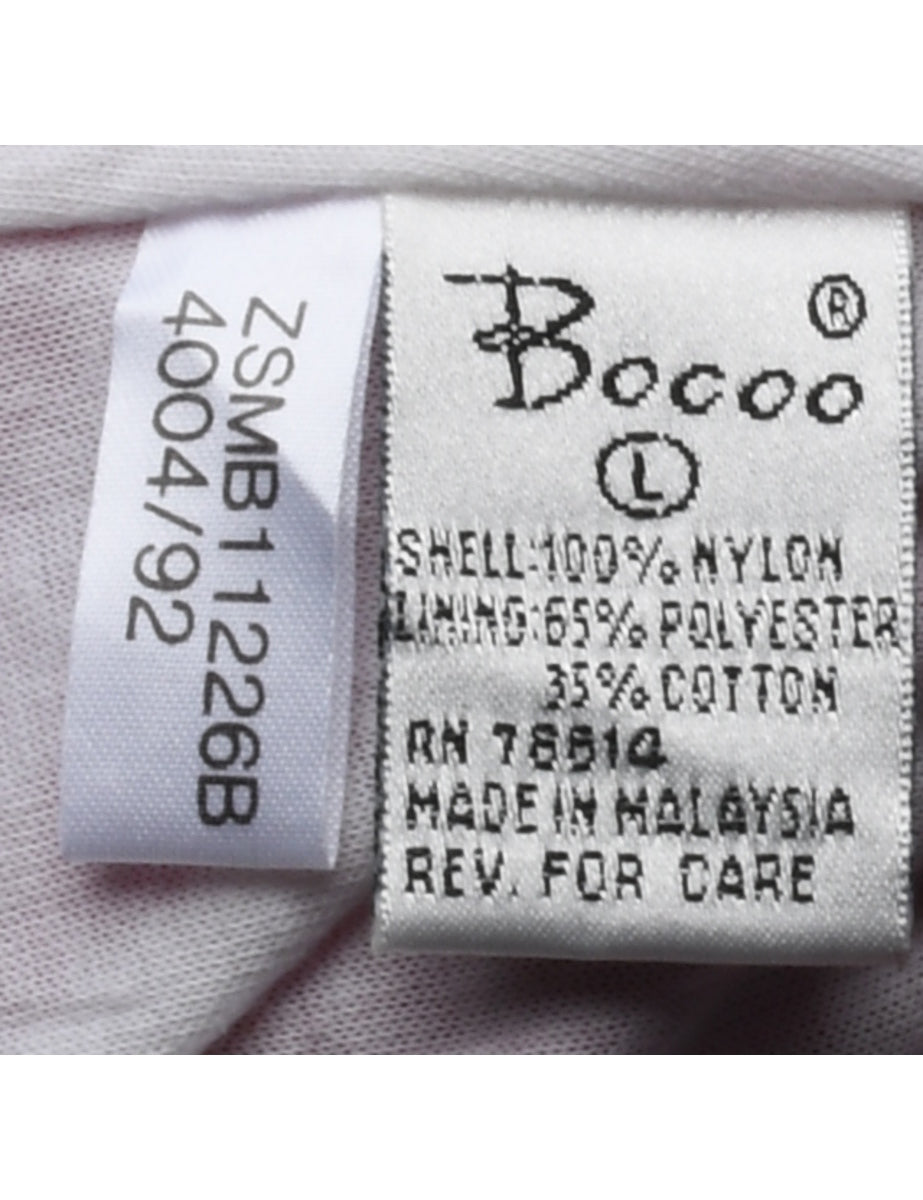 ZSMB11226B
4004/92
Bocoo ®
L
SHELL:100% NYLON
LINING:65% POLYESTER
35% COTTON
RN 78614
MADE IN MALAYSIA
REV. FOR CARE